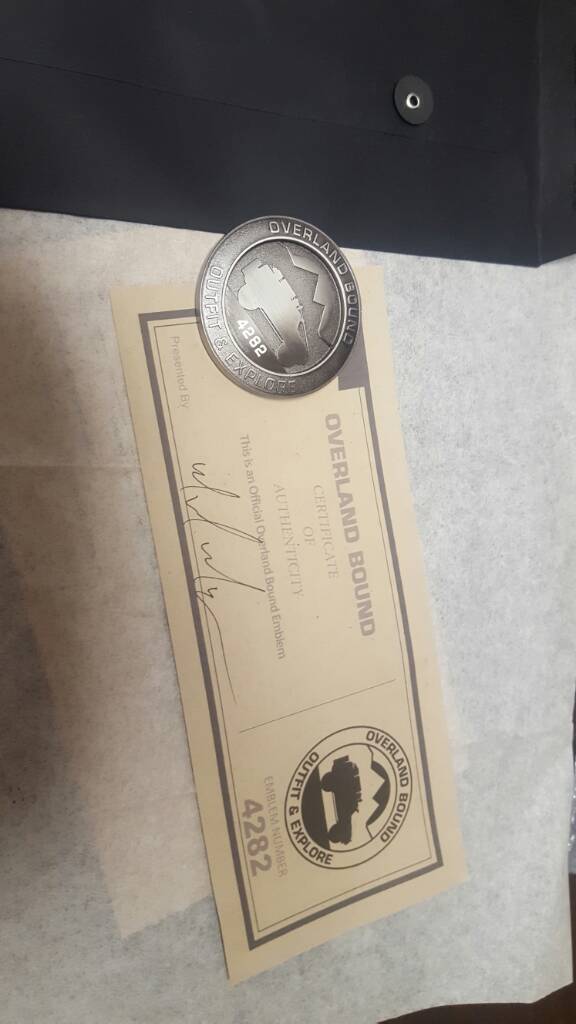 OVERLAND BOUND
4282
OUTFIT & EXPLORE
OVERLAND BOUND
CERTIFICATE
OF
AUTHENTICITY
This is an Official Overland Bound Emblem
Presented By
OVERLAND BOUND
OUTFIT & EXPLORE
EMBLEM NUMBER
4282